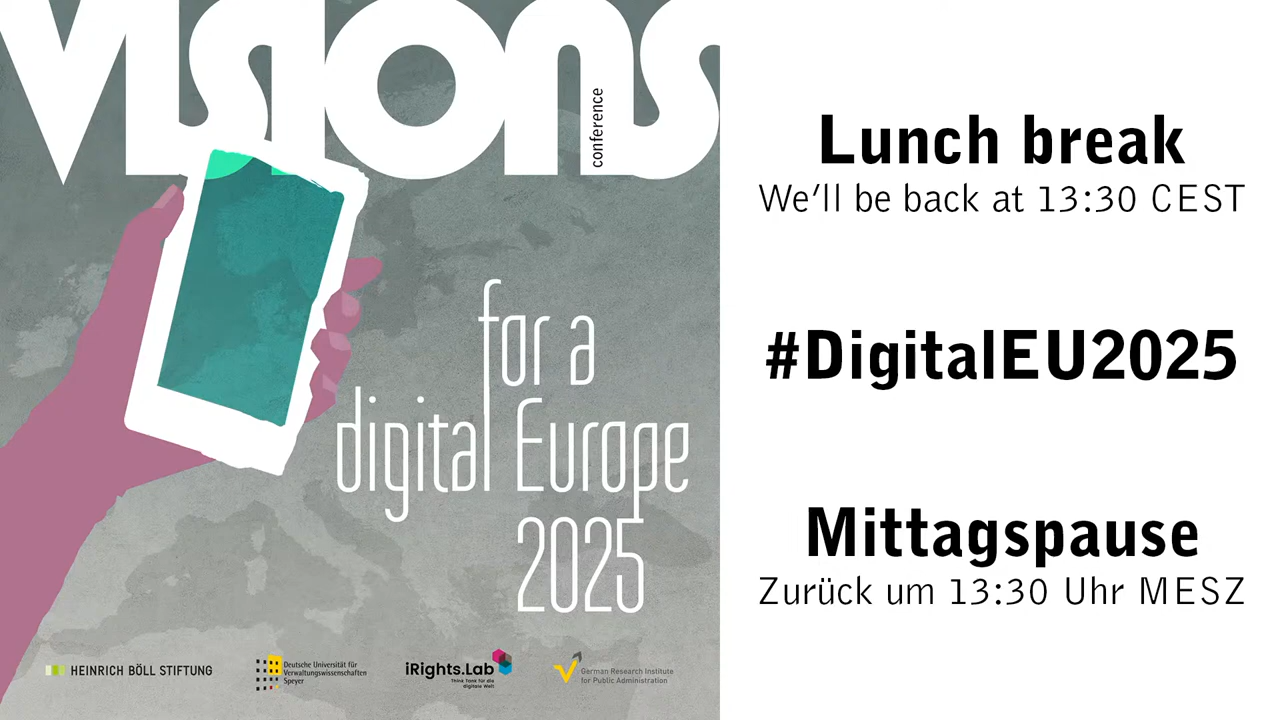 visions
conference
for a
digital Europe
2025
HEINRICH BÖLL STIFTUNG
Deutsche Universität für
Verwaltungswissenschaften
Speyer
iRights.Lab
Think Tank für die
digitale Welt
German Research Institute
for Public Administration
Lunch break
We'll be back at 13:30 CEST
#DigitalEU2025
Mittagspause
Zurück um 13:30 Uhr MESZ